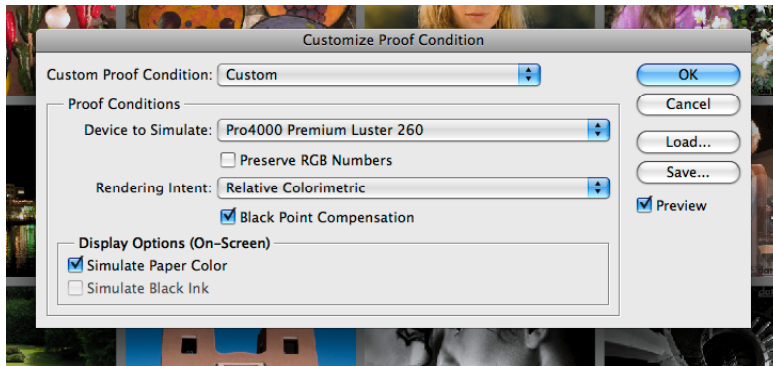 Customize Proof Condition
Custom Proof Condition: Custom
OK
Proof Conditions
Cancel
Device to Simulate: Pro4000 Premium Luster 260
Load...
Preserve RGB Numbers
Save...
Rendering Intent: Relative Colorimetric
Preview
Black Point Compensation
Display Options (On-Screen)
Simulate Paper Color
Simulate Black Ink